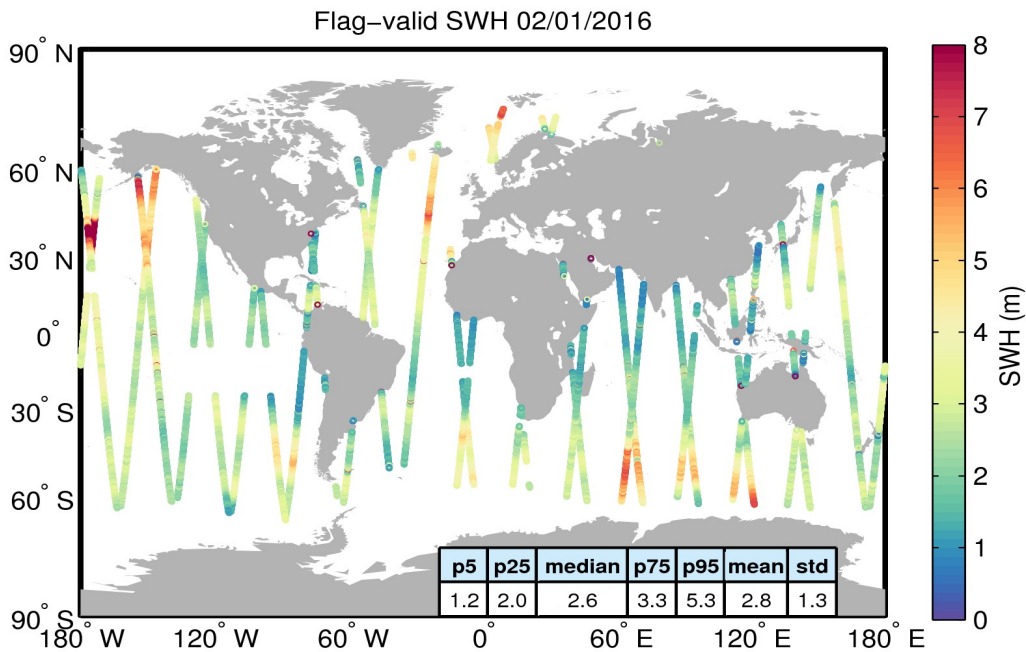 Flag−valid SWH 02/01/2016
90° N
60° N
30° N
0°
30° S
60° S
90° S
180° W
120° W
60° W
0°
60° E
120° E
180° E
p5 p25 median p75 p95 mean std
1.2 2.0 2.6 3.3 5.3 2.8 1.3
8
7
6
5
4
3
2
1
0
SWH (m)